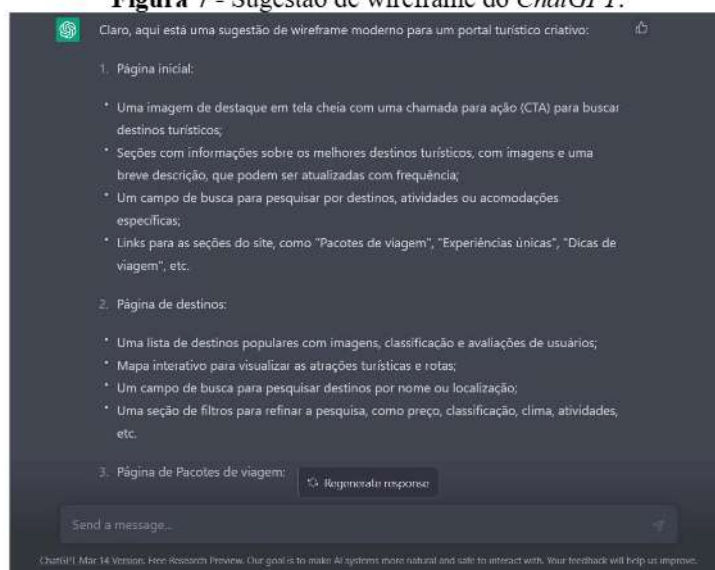 Figura 7 - Sugestão de wireframe do ChatGPT.
Claro, aqui está uma sugestão de wireframe moderno para um portal turístico criativo:
1. Página inicial:
• Uma imagem de destaque em tela cheia com uma chamada para ação (CTA) para buscar
destinos turísticos;
• Seções com informações sobre os melhores destinos turísticos, com imagens e uma
breve descrição, que podem ser atualizadas com frequência;
• Um campo de busca para pesquisar por destinos, atividades ou acomodações
específicas;
• Links para as seções do site, como "Pacotes de viagem", "Experiências únicas", "Dicas de
viagem", etc.
2. Página de destinos:
• Uma lista de destinos populares com imagens, classificação e avaliações de usuários;
• Mapa interativo para visualizar as atrações turísticas e rotas;
• Um campo de busca para pesquisar destinos por nome ou localização;
• Uma seção de filtros para refinar a pesquisa, como preço, classificação, clima, atividades,
etc.
3. Página de Pacotes de viagem:
Regenerate response
Send a message...
ChatGPT Mar 14 Version. Free Research Preview. Our goal is to make AI systems more natural and safe to interact with. Your feedback will help us improve.